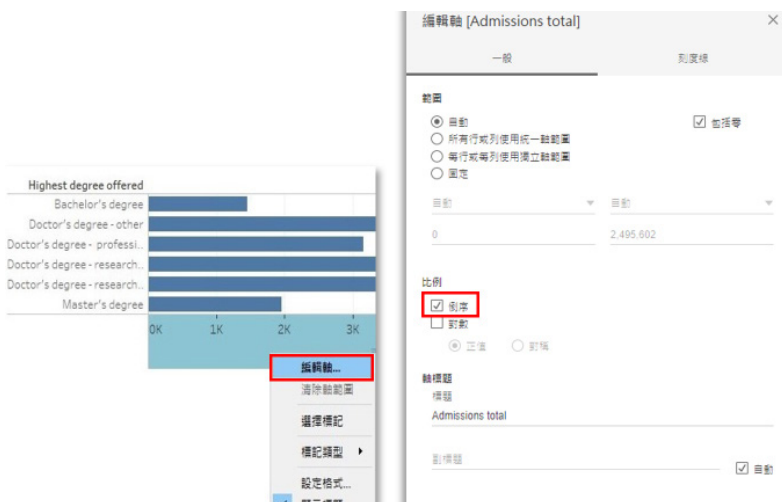 Highest degree offered
Bachelor's degree
Doctor's degree - other
Doctor's degree - professi..
Doctor's degree - research..
Doctor's degree - research..
Master's degree
0K 1K 2K 3K
編輯軸...
清除軸範圍
選擇標記
標記類型
設定格式...
編輯軸 [Admissions total]
一般 刻度線
範圍
自動 包括零
所有行或列使用統一軸範圍
每行或每列使用獨立軸範圍
固定
自動 自動
0 2,495.602
比例
倒序
對數
正值 對稱
軸標題
標題
Admissions total
副標題
自動